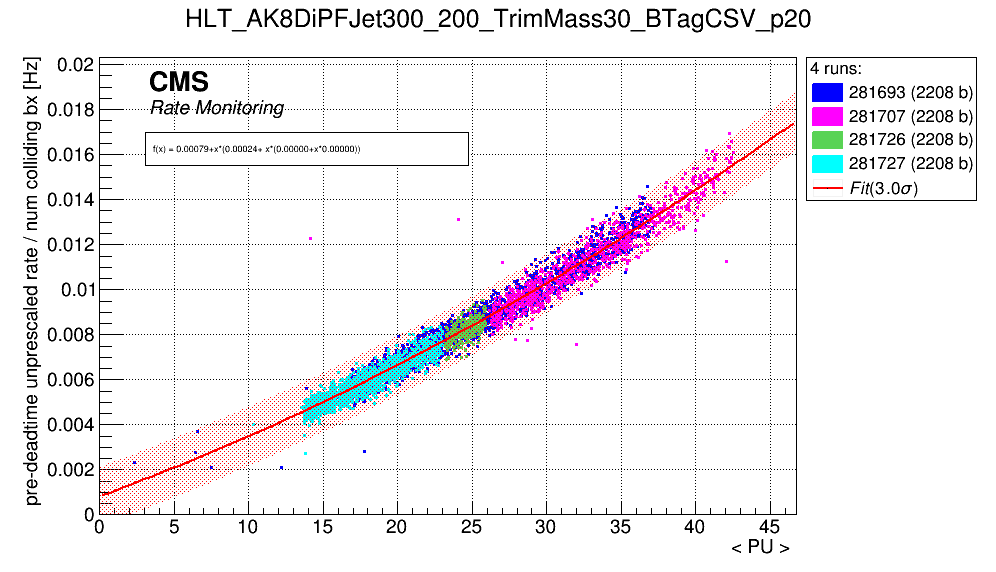 HLT_AK8DiPFJet300_200_TrimMass30_BTagCSV_p20
pre-deadtime unprescaled rate / num colliding bx [Hz]
0.02
0.018
0.016
0.014
0.012
0.01
0.008
0.006
0.004
0.002
0
CMS
Rate Monitoring
f(x) = 0.00079+x*(0.00024+ x*(0.00000+x*0.00000))
4 runs:
281693 (2208 b)
281707 (2208 b)
281726 (2208 b)
281727 (2208 b)
Fit(3.0σ)
0 5 10 15 20 25 30 35 40 45
< PU >